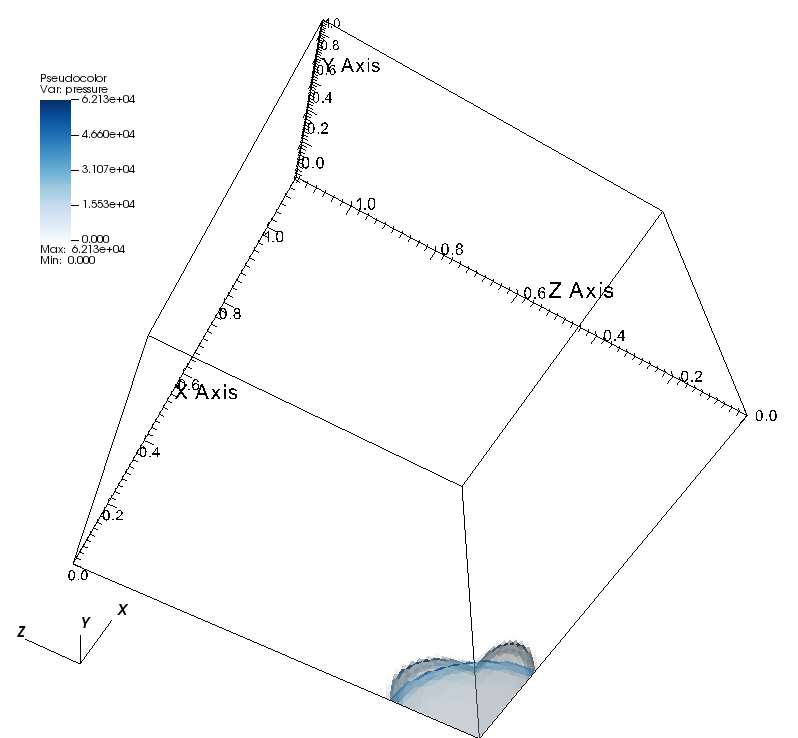 Pseudocolor
Var: pressure
6.213e+04
4.660e+04
3.107e+04
1.553e+04
0.000
Max: 6.213e+04
Min: 0.000
1.0
0.8
0.6
Y Axis
0.4
0.2
0.0
1.0
0.8
0.6
Z Axis
0.4
0.2
0.0
1.0
0.8
0.6
X Axis
0.4
0.2
0.0
Z
Y
X